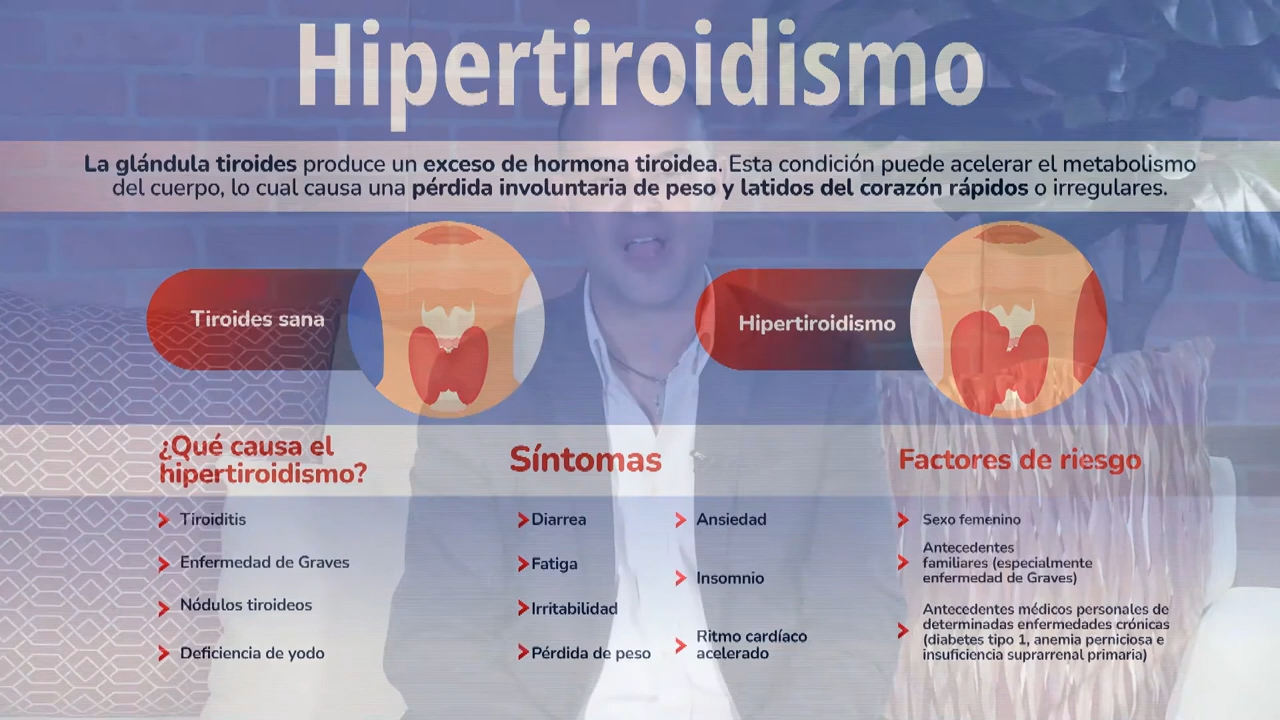 Hipertiroidismo
La glándula tiroides produce un exceso de hormona tiroidea. Esta condición puede acelerar el metabolismo
del cuerpo, lo cual causa una pérdida involuntaria de peso y latidos del corazón rápidos o irregulares.
Tiroides sana
Hipertiroidismo
¿Qué causa el
hipertiroidismo?
Tiroiditis
Enfermedad de Graves
Nódulos tiroideos
Deficiencia de yodo
Síntomas
Diarrea
Fatiga
Irritabilidad
Pérdida de peso
Ansiedad
Insomnio
Ritmo cardíaco
acelerado
Factores de riesgo
Sexo femenino
Antecedentes
familiares (especialmente
enfermedad de Graves)
Antecedentes médicos personales de
determinadas enfermedades crónicas
(diabetes tipo 1, anemia perniciosa e
insuficiencia suprarrenal primaria)